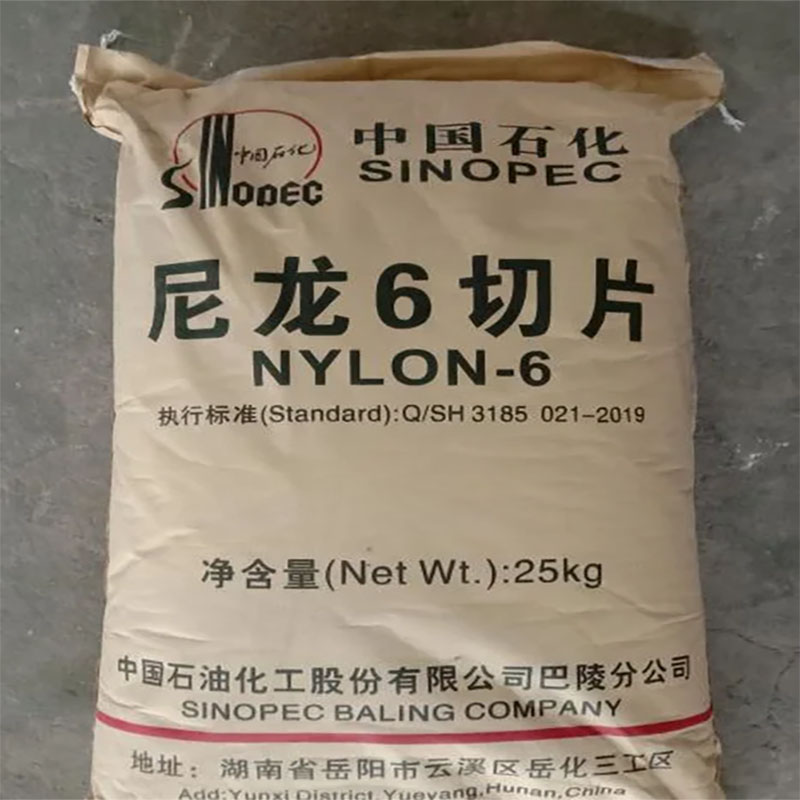 中国石化
SINOPEC
中国石化
SINOPEC
尼龙6切片
NYLON-6
执行标准(Standard):Q/SH 3185 021-2019
净含量(Net Wt.):25kg
中国石油化工股份有限公司巴陵分公司
SINOPEC BALING COMPANY
地址：湖南省岳阳市云溪区岳化三工区
Add:Yunxi District,Yueyang,Hunan,China